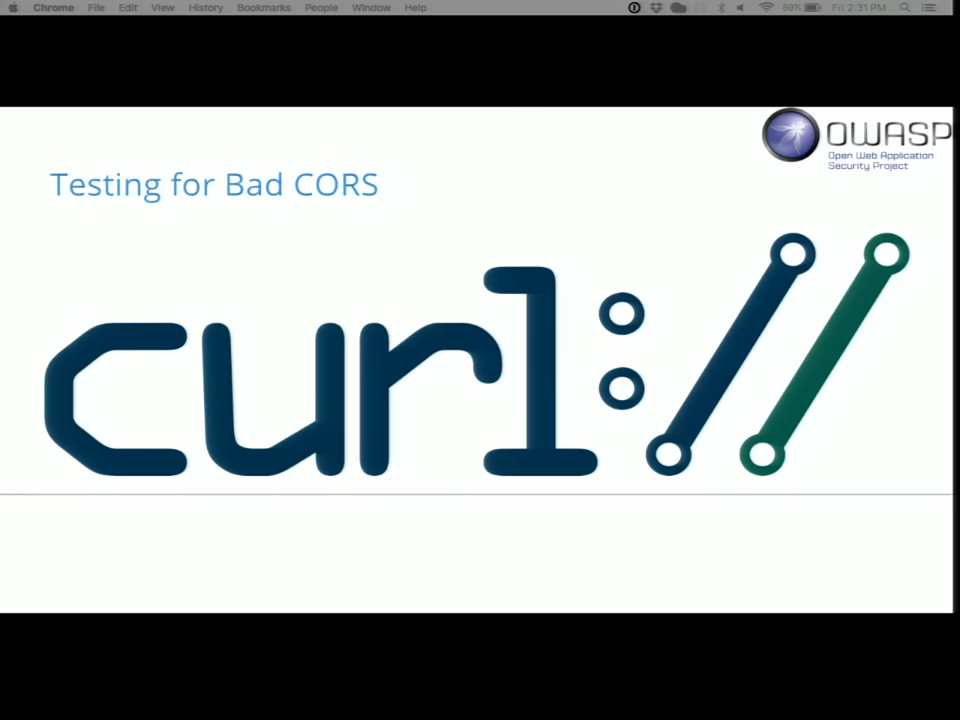 Chrome File Edit View History Bookmarks People Window Help 89% Fri 2:31 PM
OWASP
Open Web Application
Security Project
Testing for Bad CORS
curl://